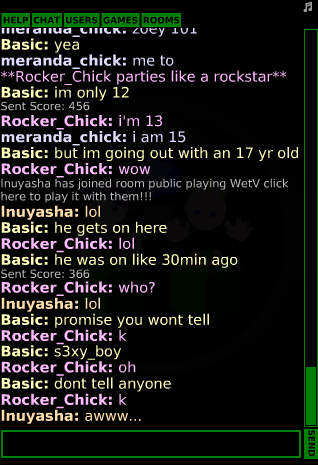 HELP CHAT USERS GAMES ROOMS
meranda_chick: zoey 101
Basic: yea
meranda_chick: me to
**Rocker_Chick parties like a rockstar**
Basic: im only 12
Sent Score: 456
Rocker_Chick: i'm 13
meranda_chick: i am 15
Basic: but im going out with an 17 yr old
Rocker_Chick: wow
Inuyasha has joined room public playing WetV click
here to play it with them!!!
Inuyasha: lol
Basic: he gets on here
Rocker_Chick: lol
Basic: he was on like 30min ago
Sent Score: 366
Rocker_Chick: who?
Inuyasha: lol
Basic: promise you wont tell
Rocker_Chick: k
Basic: s3xy_boy
Rocker_Chick: oh
Basic: dont tell anyone
Rocker_Chick: k
Inuyasha: awww...
SEND